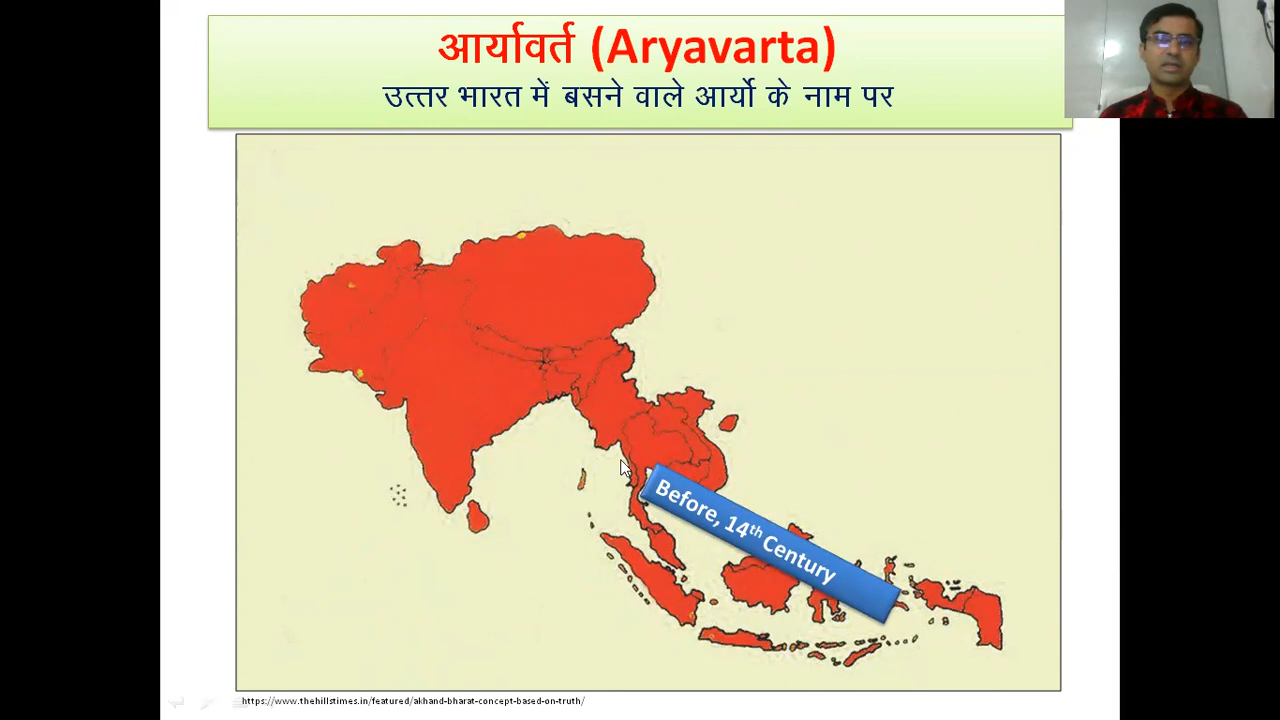 आर्यावर्त (Aryavarta)
उत्तर भारत में बसने वाले आर्यो के नाम पर
Before, 14th Century
https://www.thehillstimes.in/featured/akhand-bharat-concept-based-on-truth/